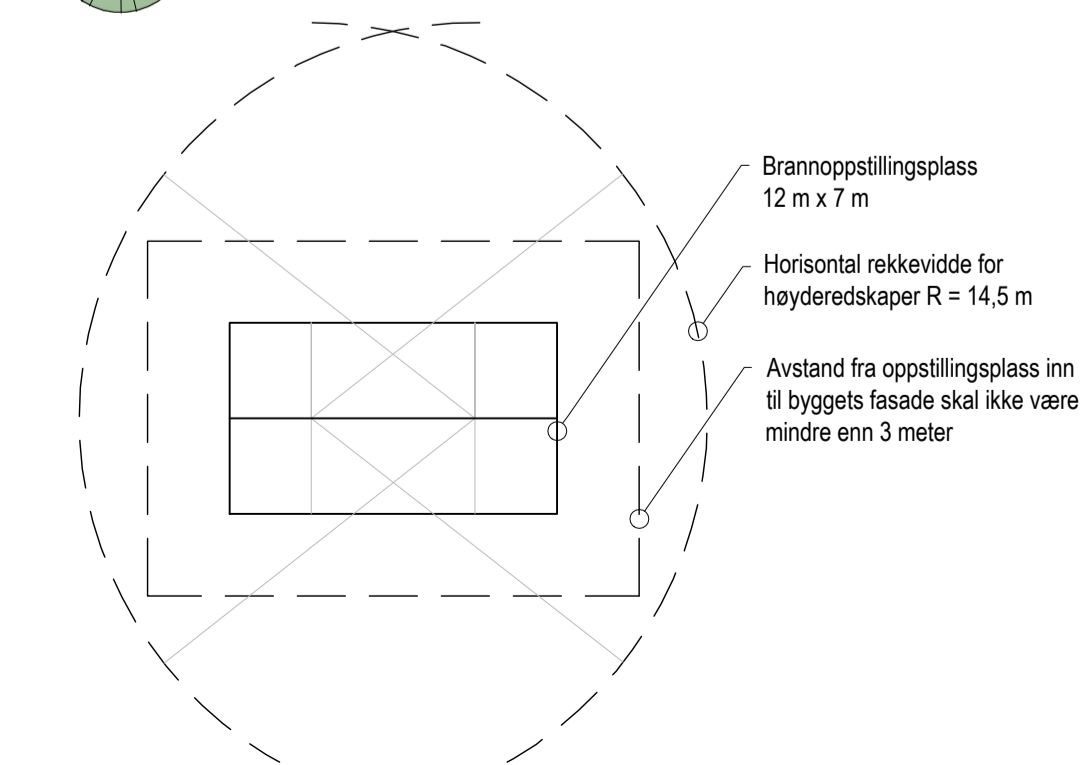 Brannoppstillingsplass
12 m x 7 m
Horisontal rekkevidde for
høyderedskaper R = 14,5 m
Avstand fra oppstillingsplass inn
til byggets fasade skal ikke være
mindre enn 3 meter